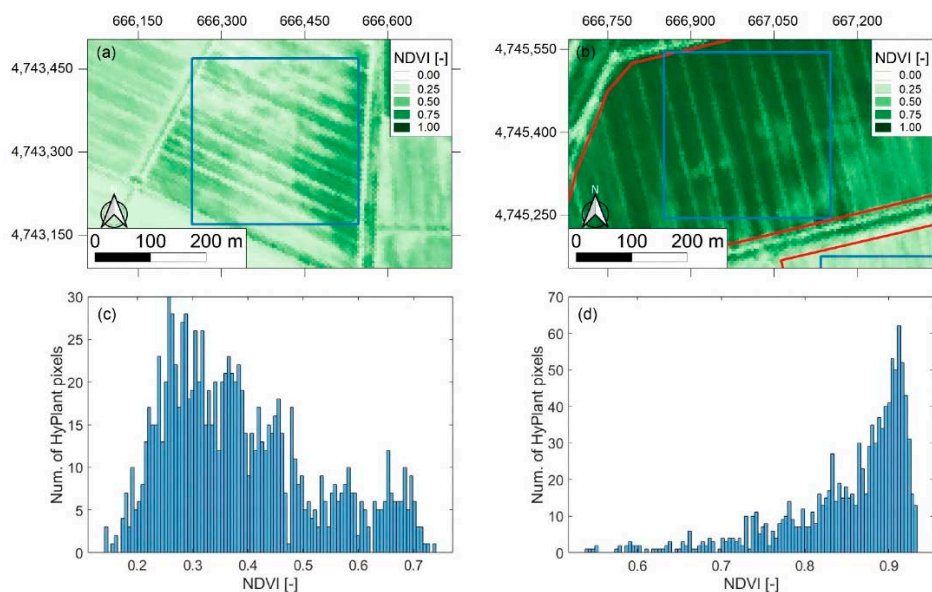 666,150 666,300 666,450 666,600
666,750 666,900 667,050 667,200
4,743,450
4,743,300
4,743,150
(a)
NDVI [-]
0.00
0.25
0.50
0.75
1.00
0 100 200 m
4,745,550
4,745,400
4,745,250
(b)
NDVI [-]
0.00
0.25
0.50
0.75
1.00
N
0 100 200 m
(c)
Num. of HyPlant pixels
30
25
20
15
10
5
0
0.2 0.3 0.4 0.5 0.6 0.7
NDVI [-]
(d)
Num. of HyPlant pixels
70
60
50
40
30
20
10
0
0.6 0.7 0.8 0.9
NDVI [-]